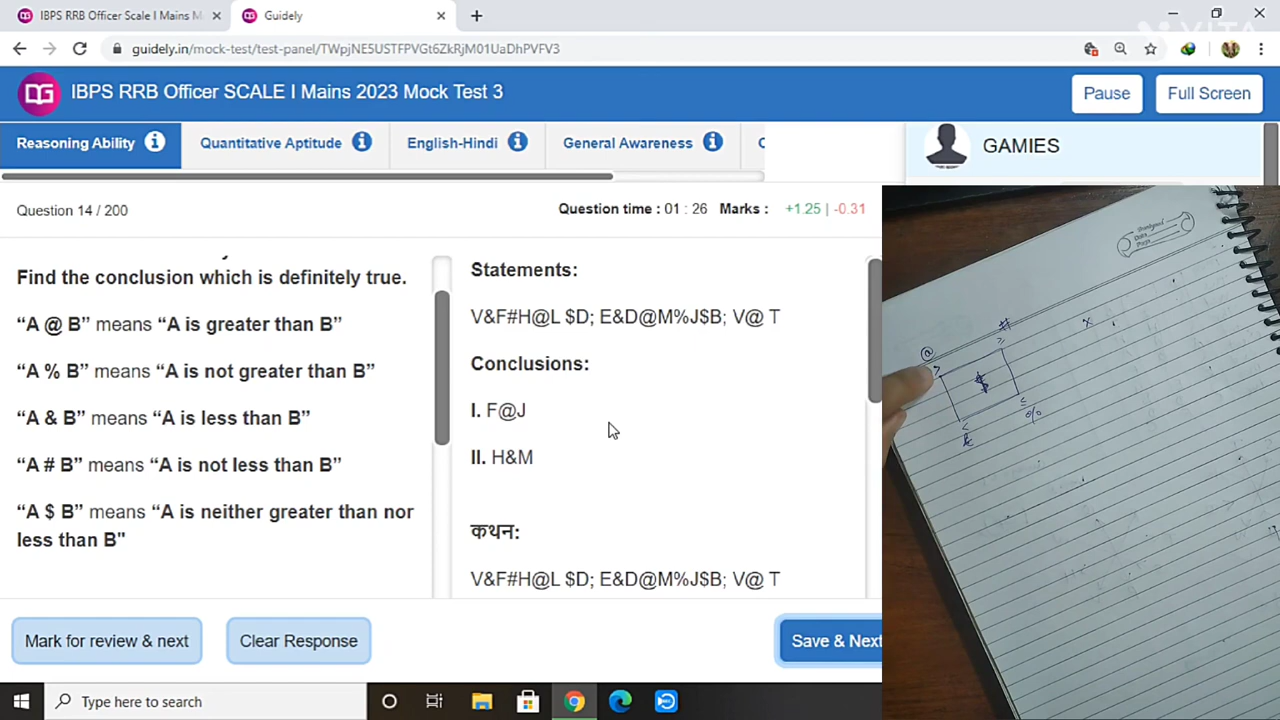 IBPS RRB Officer Scale I Mains M
Guidely
VITA
guidely.in/mock-test/test-panel/TWpjNE5USTFPVGt6ZkRjM01UaDhPVFV3
DG
IBPS RRB Officer SCALE I Mains 2023 Mock Test 3
Pause
Full Screen
Reasoning Ability
Quantitative Aptitude
English-Hindi
General Awareness
GAMIES
Question 14 / 200
Question time : 01 : 26
Marks : +1.25 | -0.31
Find the conclusion which is definitely true.
“A @ B” means “A is greater than B”
“A % B” means “A is not greater than B”
“A & B” means “A is less than B”
“A # B” means “A is not less than B”
“A $ B” means “A is neither greater than nor
less than B"
Statements:
V&F#H@L $D; E&D@M%J$B; V@ T
Conclusions:
I. F@J
II. H&M
कथन:
V&F#H@L $D; E&D@M%J$B; V@ T
@
>
#
≥
$
<
&
≤
%
x
Mark for review & next
Clear Response
Save & Next
Type here to search